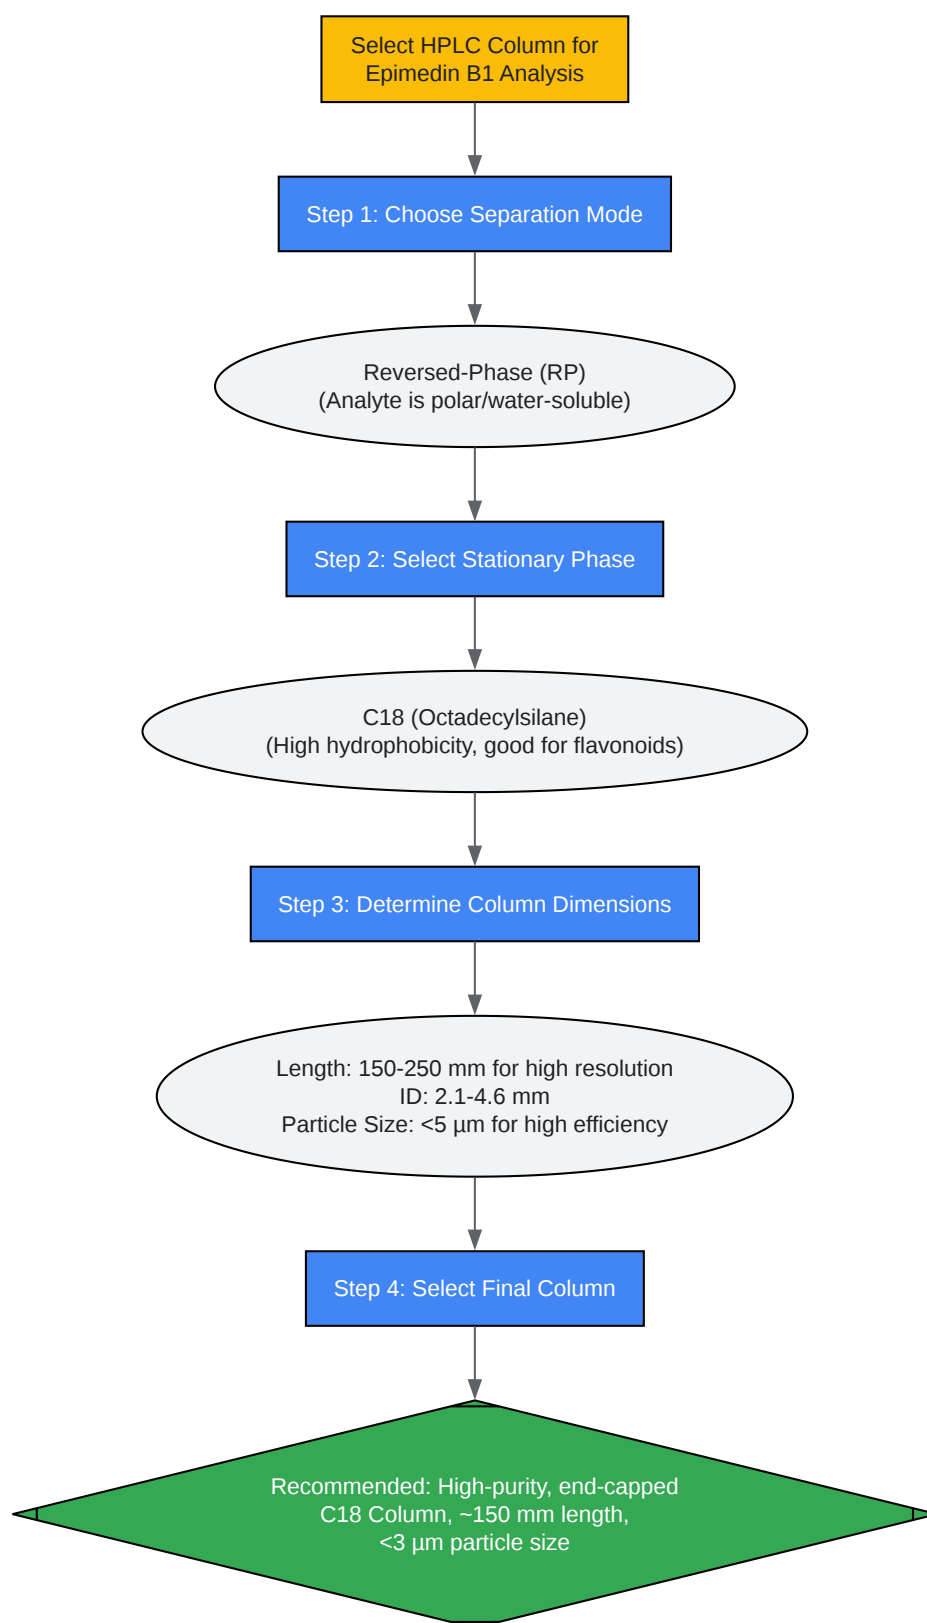 Select HPLC Column for
Epimedin B1 Analysis
Step 1: Choose Separation Mode
Reversed-Phase (RP)
(Analyte is polar/water-soluble)
Step 2: Select Stationary Phase
C18 (Octadecylsilane)
(High hydrophobicity, good for flavonoids)
Step 3: Determine Column Dimensions
Length: 150-250 mm for high resolution
ID: 2.1-4.6 mm
Particle Size: <5 µm for high efficiency
Step 4: Select Final Column
Recommended: High-purity, end-capped
C18 Column, ~150 mm length,
<3 µm particle size